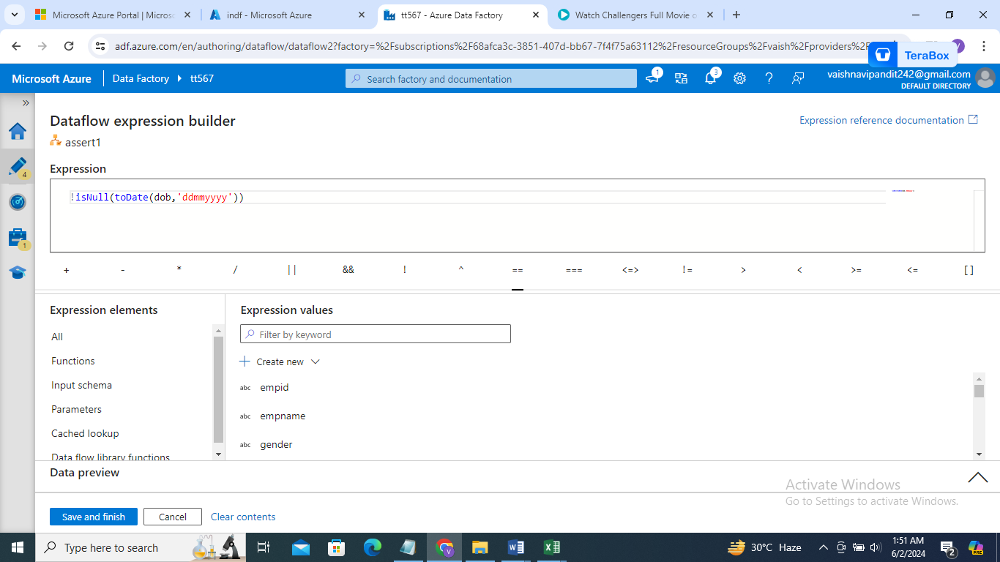 Microsoft Azure Portal | Micros
indf - Microsoft Azure
tt567 - Azure Data Factory
Watch Challengers Full Movie o
adf.azure.com/en/authoring/dataflow/dataflow2?factory=%2Fsubscriptions%2F68afca3c-3851-407d-bb67-7f4f75a63112%2FresourceGroups%2Fvaish%2Fproviders%2F
V
TeraBox
Microsoft Azure
Data Factory
tt567
Search factory and documentation
1
3
vaishnavipandit242@gmail.com
DEFAULT DIRECTORY
4
1
Dataflow expression builder
Expression reference documentation
assert1
Expression
!isNull(toDate(dob,'ddmmyyyy'))
+ - * / || && ! ^ == === <=> != > < >= <= []
Expression elements
All
Functions
Input schema
Parameters
Cached lookup
Data flow library functions
Expression values
Filter by keyword
Create new
abc empid
abc empname
abc gender
Data preview
Activate Windows
Go to Settings to activate Windows.
Save and finish
Cancel
Clear contents
Type here to search
30°C Haze
1:51 AM
6/2/2024
2
PRE